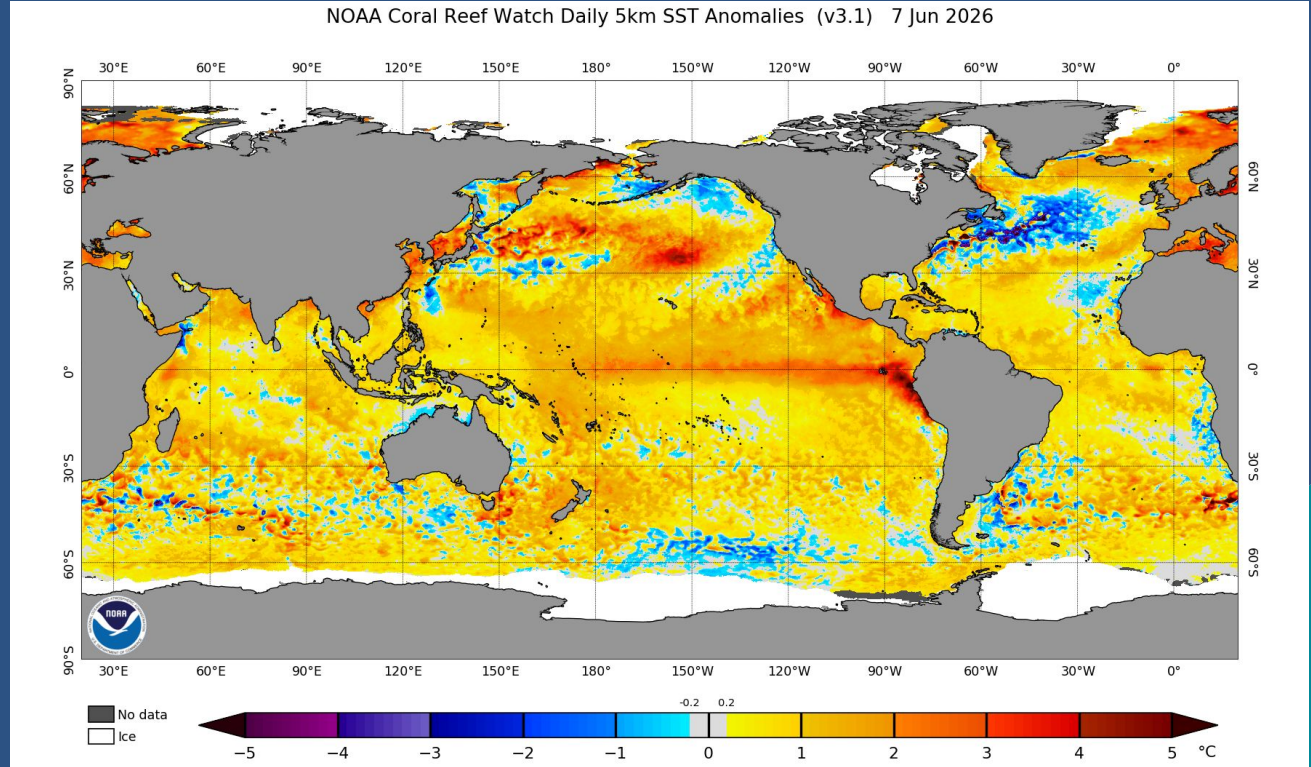 NOAA Coral Reef Watch Daily 5km SST Anomalies (v3.1) 7 Jun 2026
30°E 60°E 90°E 120°E 150°E 180° 150°W 120°W 90°W 60°W 30°W 0°
90°N
60°N 60°N
30°N 30°N
0° 0°
30°S 30°S
60°S 60°S
90°S
NOAA
30°E 60°E 90°E 120°E 150°E 180° 150°W 120°W 90°W 60°W 30°W 0°
-0.2 0.2
No data
Ice
−5 −4 −3 −2 −1 0 1 2 3 4 5 °C